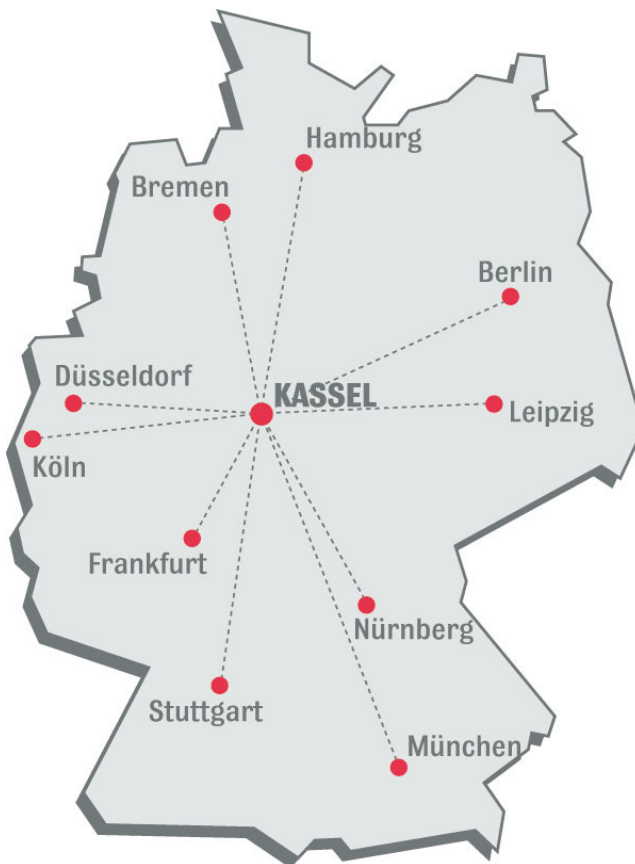 Hamburg
Bremen
Berlin
Düsseldorf
KASSEL
Leipzig
Köln
Frankfurt
Nürnberg
Stuttgart
München